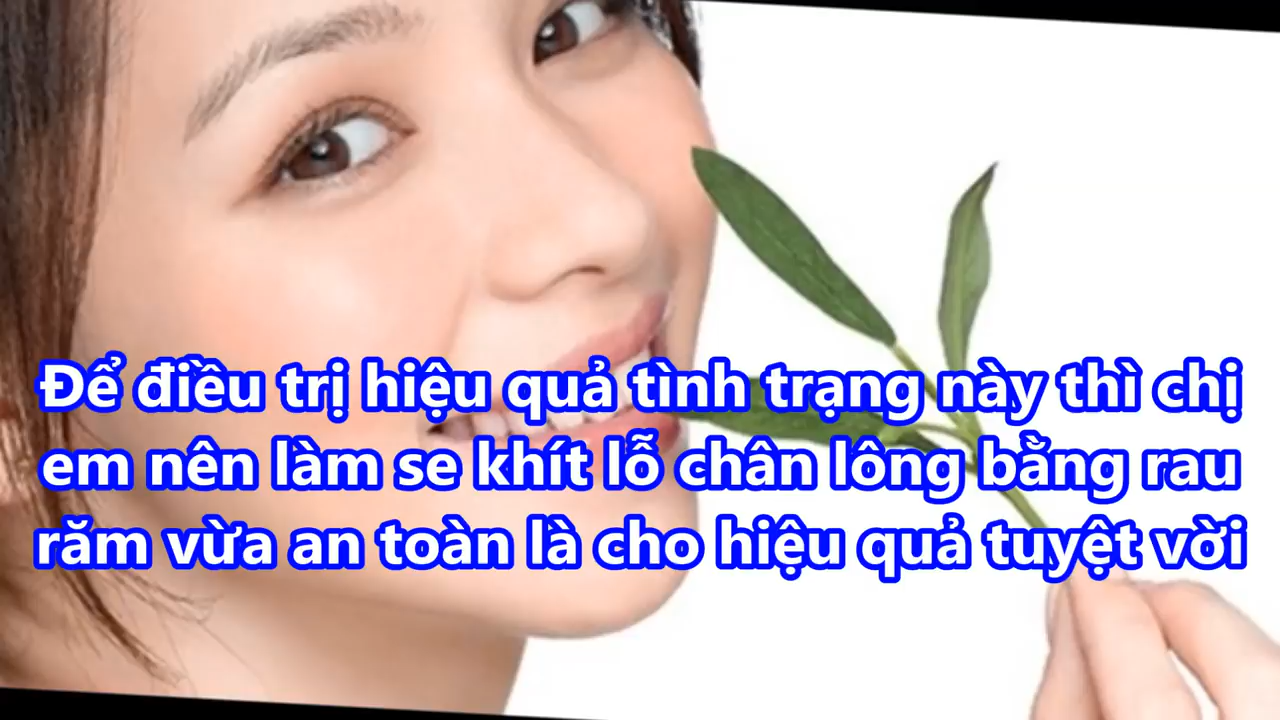 Để điều trị hiệu quả tình trạng này thì chị
em nên làm se khít lỗ chân lông bằng rau
răm vừa an toàn là cho hiệu quả tuyệt vời